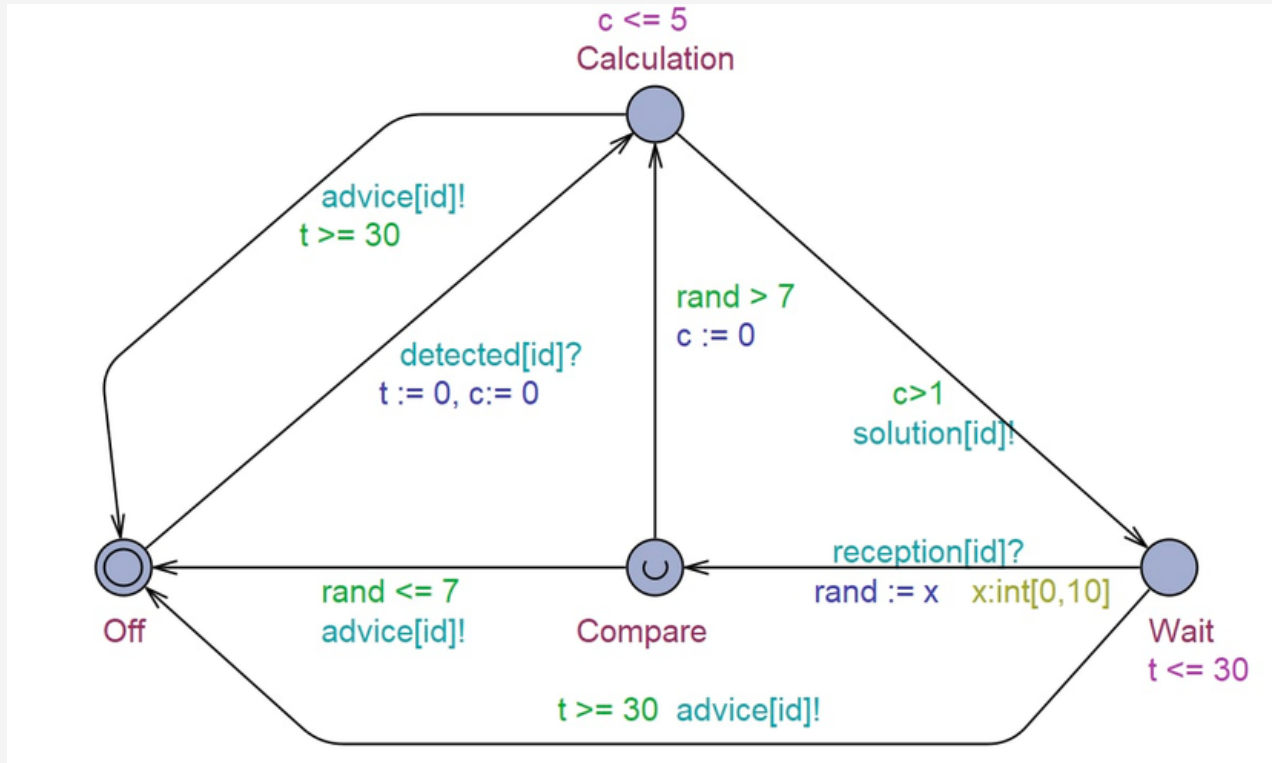 c <= 5
Calculation
advice[id]!
t >= 30
rand > 7
c := 0
detected[id]?
t := 0, c:= 0
c>1
solution[id]!
reception[id]?
rand := x x:int[0,10]
rand <= 7
advice[id]!
Off
Compare
Wait
t <= 30
t >= 30 advice[id]!